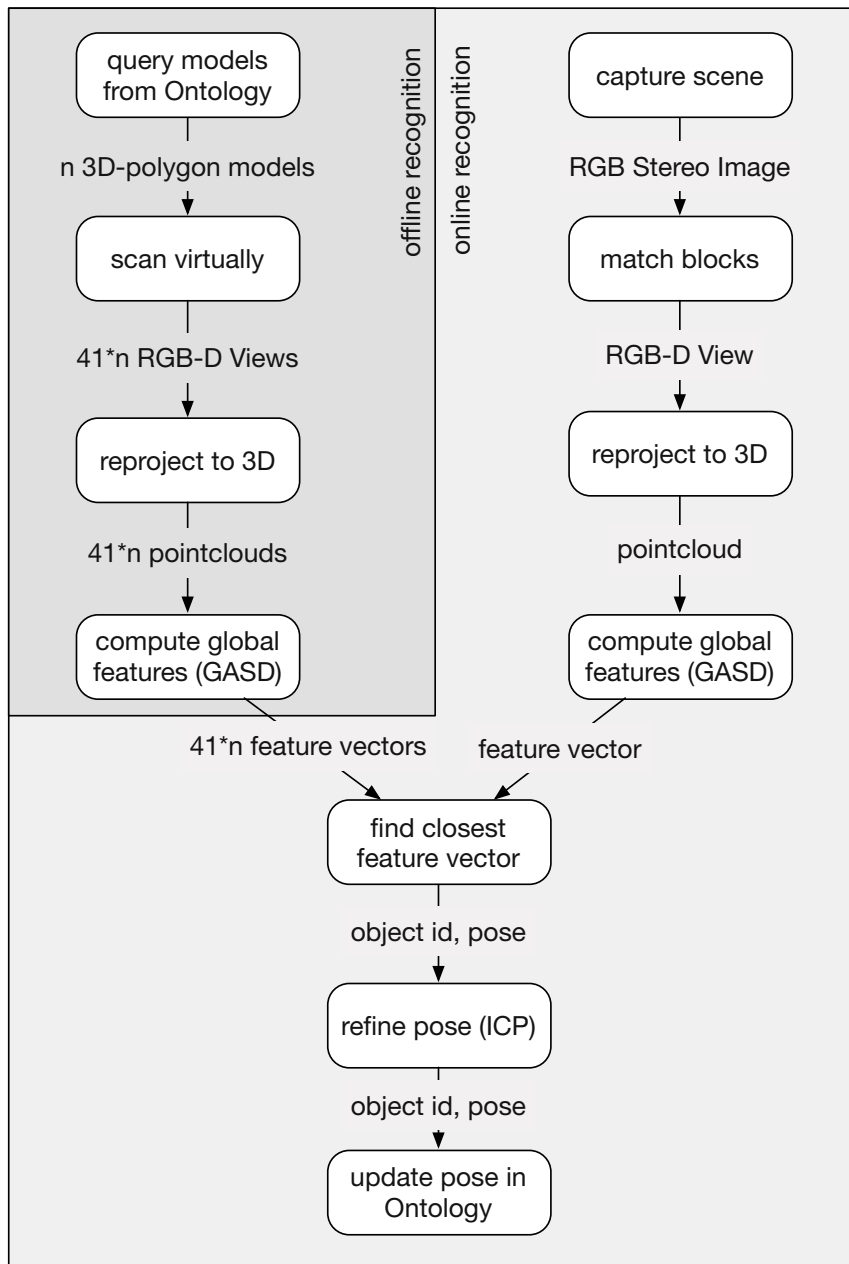 query models
from Ontology
n 3D-polygon models
scan virtually
41*n RGB-D Views
reproject to 3D
41*n pointclouds
compute global
features (GASD)
41*n feature vectors
offline recognition
online recognition
capture scene
RGB Stereo Image
match blocks
RGB-D View
reproject to 3D
pointcloud
compute global
features (GASD)
feature vector
find closest
feature vector
object id, pose
refine pose (ICP)
object id, pose
update pose in
Ontology